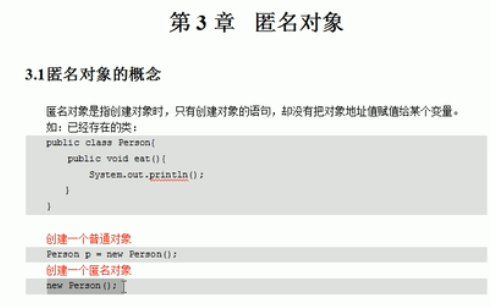 第 3 章 匿名对象
3.1匿名对象的概念
匿名对象是指创建对象时，只有创建对象的语句，却没有把对象地址值赋值给某个变量。
如：已经存在的类：
public class Person{
public void eat(){
System.out.println();
}
}
创建一个普通对象
Person p = new Person();
创建一个匿名对象
new Person();